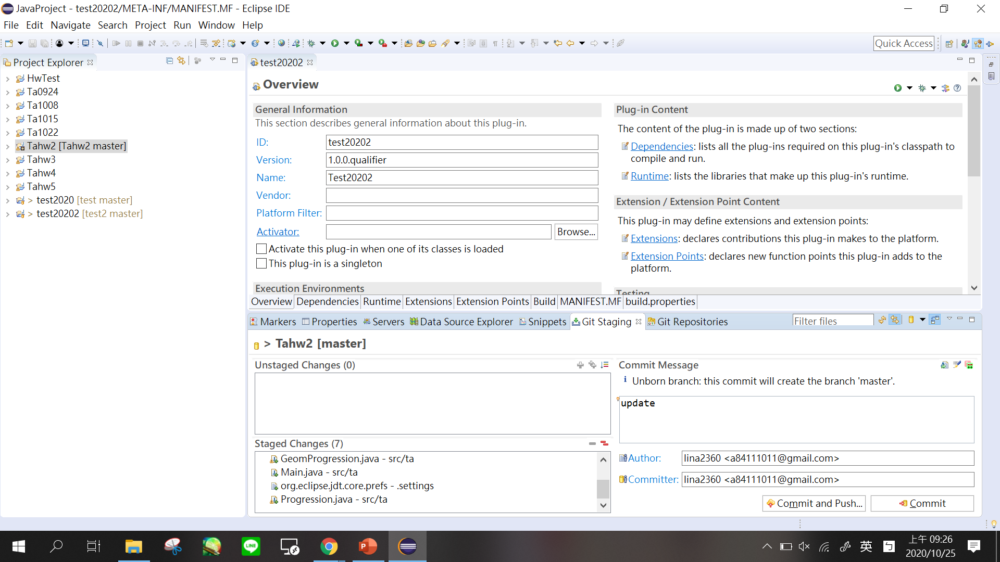 JavaProject - test20202/META-INF/MANIFEST.MF - Eclipse IDE
File Edit Navigate Search Project Run Window Help
Quick Access
Project Explorer
HwTest
Ta0924
Ta1008
Ta1015
Ta1022
Tahw2 [Tahw2 master]
Tahw3
Tahw4
Tahw5
> test2020 [test master]
> test20202 [test2 master]
test20202
Overview
General Information
This section describes general information about this plug-in.
ID: test20202
Version: 1.0.0.qualifier
Name: Test20202
Vendor:
Platform Filter:
Activator: Browse...
Activate this plug-in when one of its classes is loaded
This plug-in is a singleton
Execution Environments
Plug-in Content
The content of the plug-in is made up of two sections:
Dependencies: lists all the plug-ins required on this plug-in's classpath to
compile and run.
Runtime: lists the libraries that make up this plug-in's runtime.
Extension / Extension Point Content
This plug-in may define extensions and extension points:
Extensions: declares contributions this plug-in makes to the platform.
Extension Points: declares new function points this plug-in adds to the
platform.
Testing
Overview Dependencies Runtime Extensions Extension Points Build MANIFEST.MF build.properties
Markers Properties Servers Data Source Explorer Snippets Git Staging Git Repositories
Filter files
> Tahw2 [master]
Unstaged Changes (0)
Staged Changes (7)
GeomProgression.java - src/ta
Main.java - src/ta
org.eclipse.jdt.core.prefs - .settings
Progression.java - src/ta
Commit Message
Unborn branch: this commit will create the branch 'master'.
update
Author: lina2360 <a84111011@gmail.com>
Committer: lina2360 <a84111011@gmail.com>
Commit and Push... Commit
LINE
英
ㄅ
上午 09:26
2020/10/25